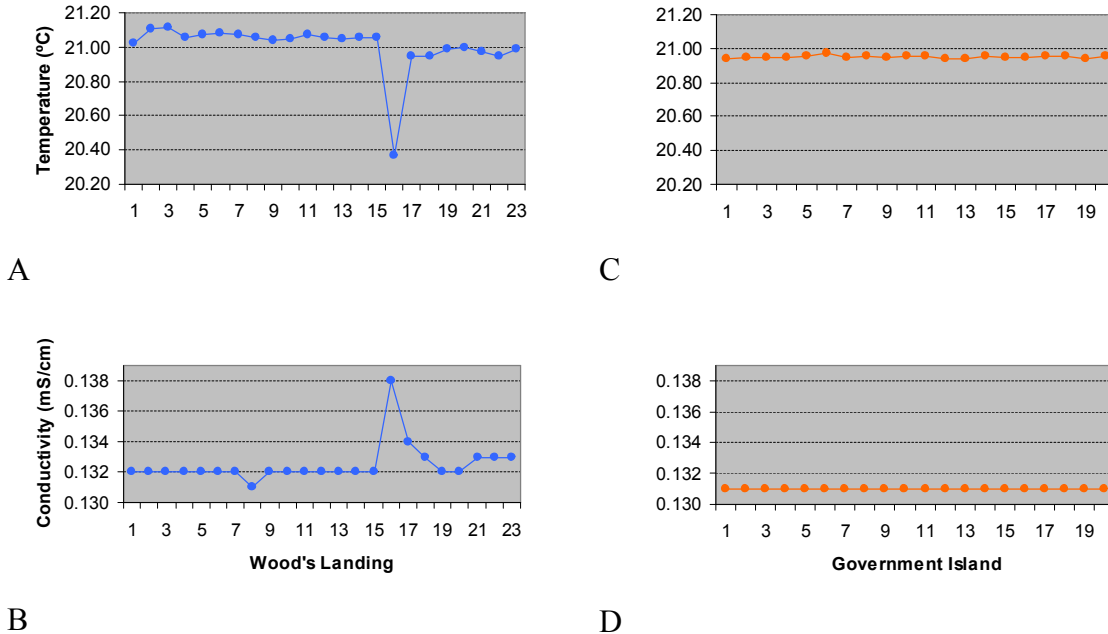 Temperature (ºC)
21.20
21.00
20.80
20.60
20.40
20.20
1 3 5 7 9 11 13 15 17 19 21 23
A
21.20
21.00
20.80
20.60
20.40
20.20
1 3 5 7 9 11 13 15 17 19
C
Conductivity (mS/cm)
0.138
0.136
0.134
0.132
0.130
1 3 5 7 9 11 13 15 17 19 21 23
Wood's Landing
B
0.138
0.136
0.134
0.132
0.130
1 3 5 7 9 11 13 15 17 19
Government Island
D